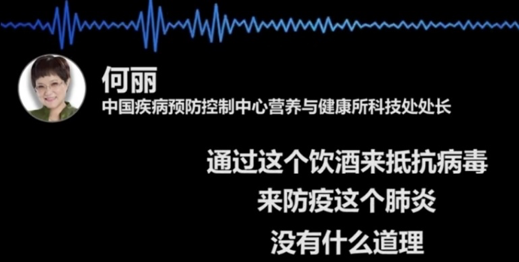 何丽
中国疾病预防控制中心营养与健康所科技处处长
通过这个饮酒来抵抗病毒
来防疫这个肺炎
没有什么道理